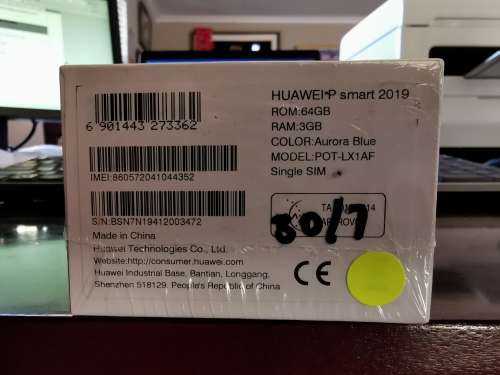 HUAWEI P smart 2019
ROM:64GB
RAM:3GB
COLOR:Aurora Blue
MODEL:POT-LX1AF
Single SIM
6 901443 273362
IMEI:860572041044352
S/N:BSN7N19412003472
Made in China
Huawei Technologies Co., Ltd.
Website:http://consumer.huawei.com
Huawei Industrial Base, Bantian, Longgang,
Shenzhen 518129, People's Republic of China
30/7
CE